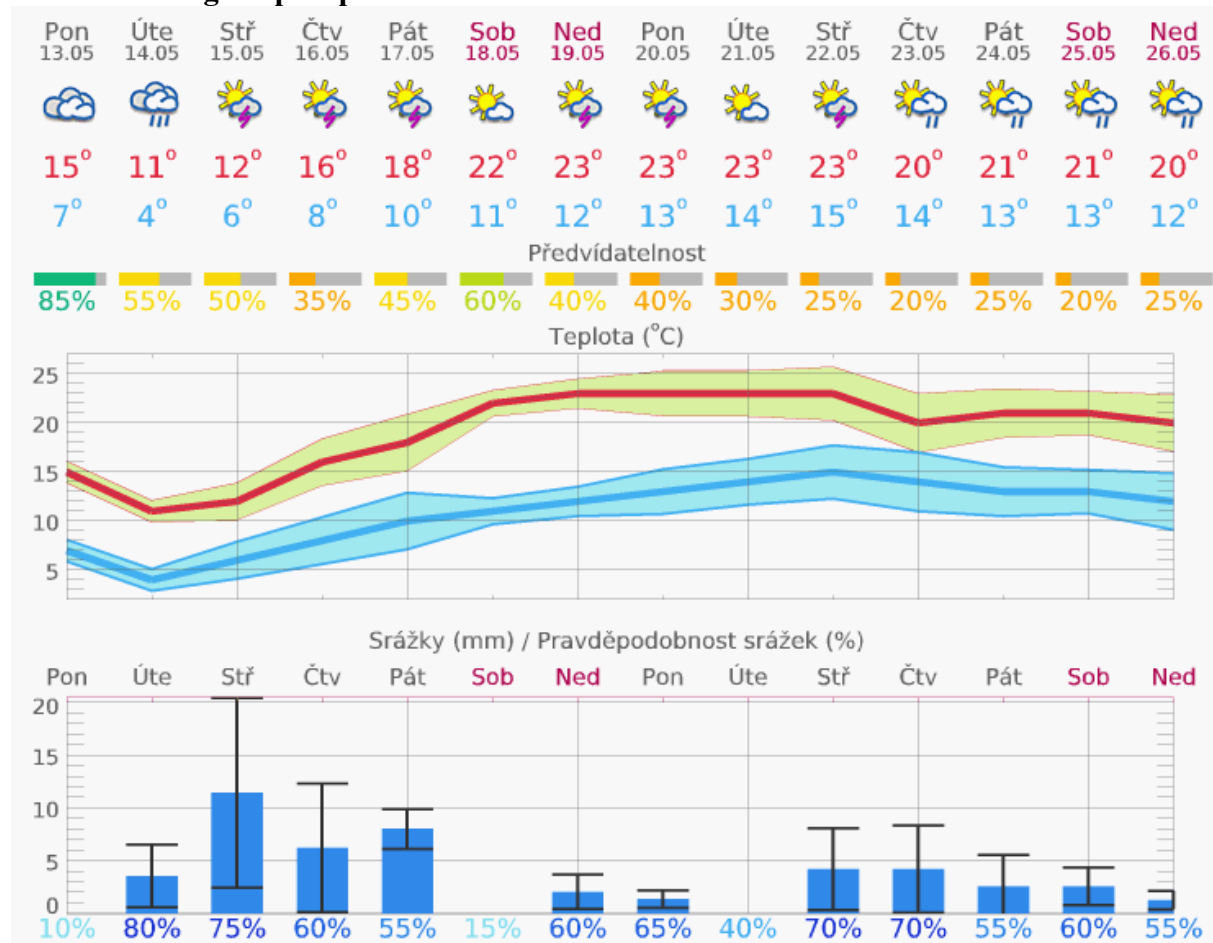 Pon Úte Stř Čtv Pát Sob Ned Pon Úte Stř Čtv Pát Sob Ned
13.05 14.05 15.05 16.05 17.05 18.05 19.05 20.05 21.05 22.05 23.05 24.05 25.05 26.05
15° 11° 12° 16° 18° 22° 23° 23° 23° 23° 20° 21° 21° 20°
7° 4° 6° 8° 10° 11° 12° 13° 14° 15° 14° 13° 13° 12°
Předvídatelnost
85% 55% 50% 35% 45% 60% 40% 40% 30% 25% 20% 25% 20% 25%
Teplota (°C)
25
20
15
10
5
Srážky (mm) / Pravděpodobnost srážek (%)
Pon Úte Stř Čtv Pát Sob Ned Pon Úte Stř Čtv Pát Sob Ned
20
15
10
5
0
10% 80% 75% 60% 55% 15% 60% 65% 40% 70% 70% 55% 60% 55%